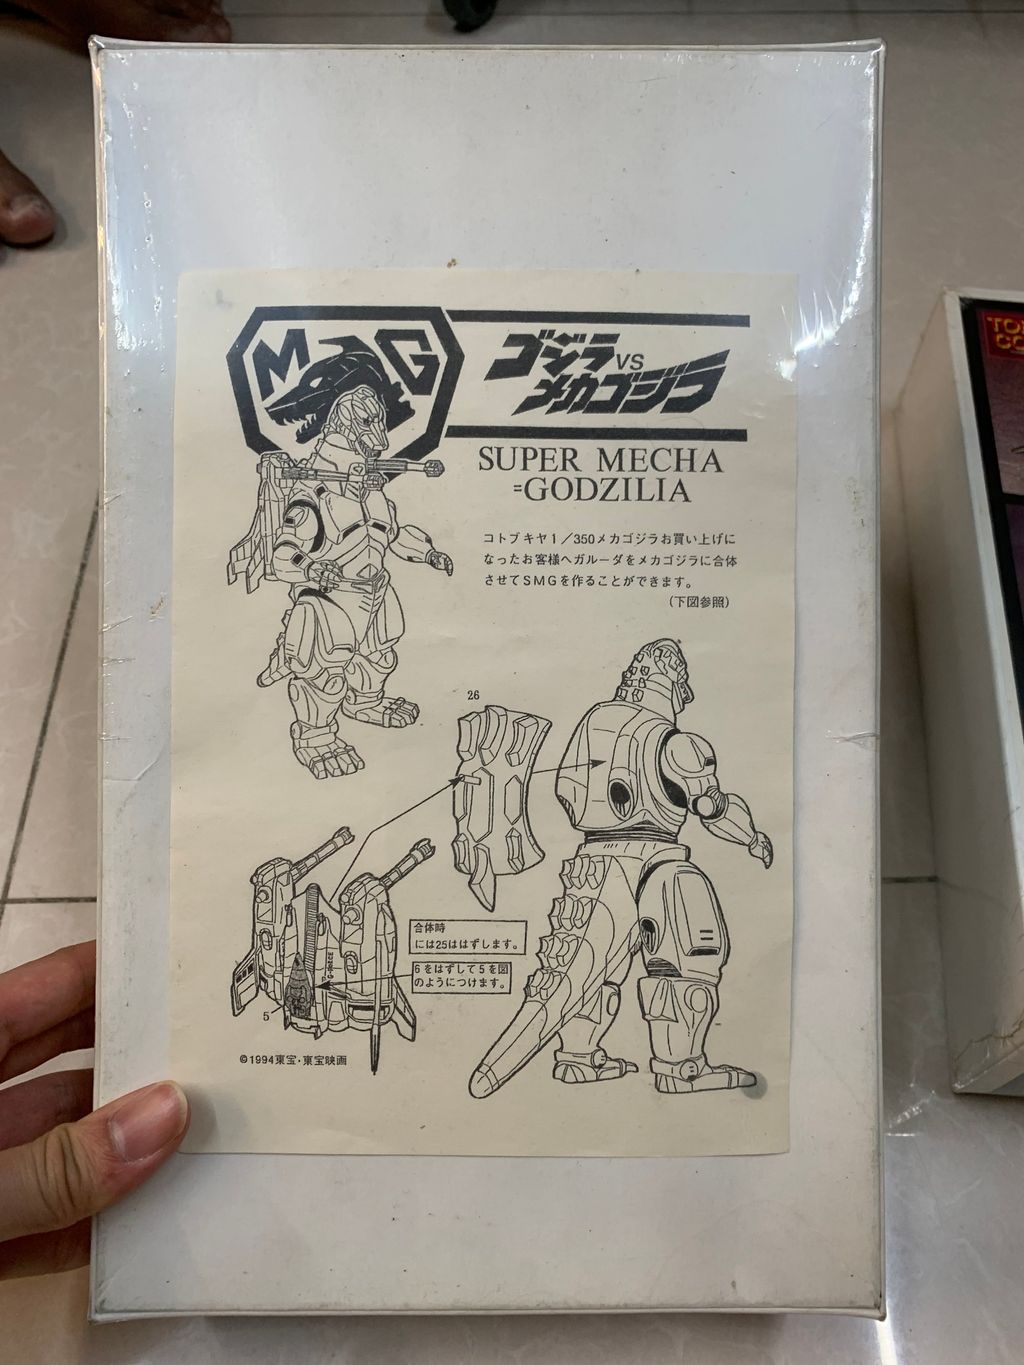 M G
ゴジラ VS
メカゴジラ
SUPER MECHA
=GODZILIA
コトブキヤ1／350メカゴジラお買い上げに
なったお客様へガルーダをメカゴジラに合体
させてSMGを作ることができます。
（下図参照）
26
合体時
には25ははずします。
6をはずして5を図
のようにつけます。
G-FORCE
5
©1994東宝・東宝映画